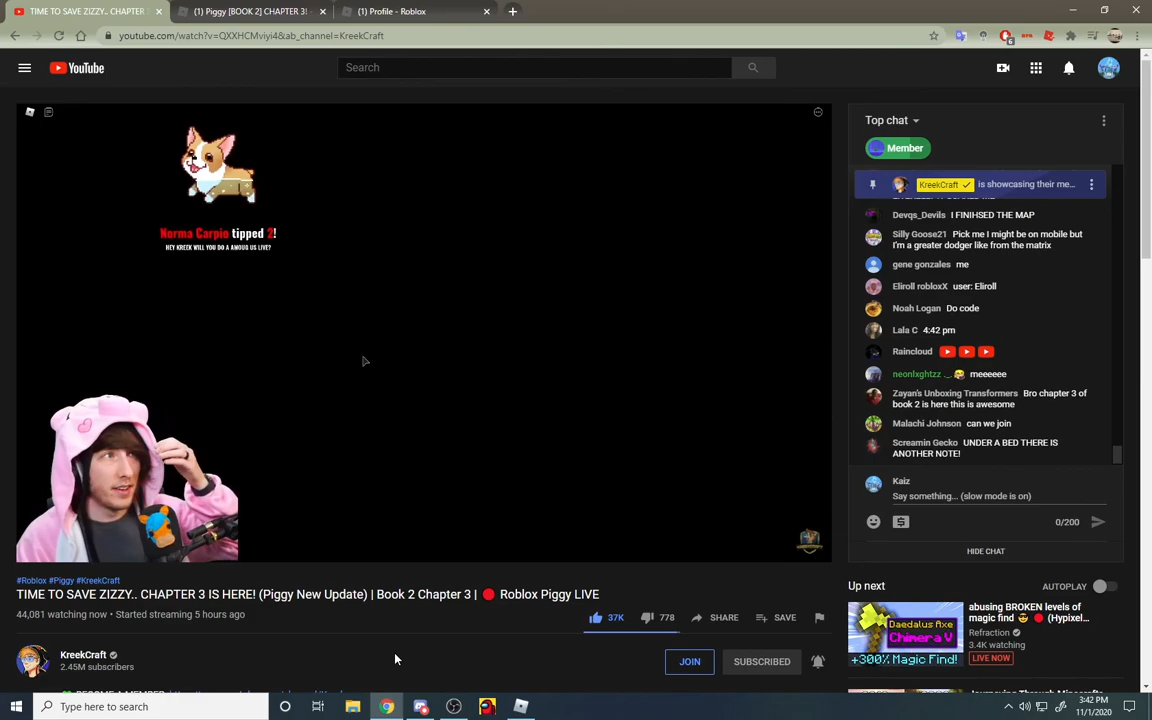 TIME TO SAVE ZIZZY.. CHAPTER
(1) Piggy [BOOK 2] CHAPTER 3! -
(1) Profile - Roblox
youtube.com/watch?v=QXXHCMviyi4&ab_channel=KreekCraft
6
YouTube
Search
Norma Carpio tipped 2!
HEY KREEK WILL YOU DO A AMOUG US LIVE?
Top chat
Member
KreekCraft is showcasing their me...
Devqs_Devils I FINIHSED THE MAP
Silly Goose21 Pick me I might be on mobile but
I'm a greater dodger like from the matrix
gene gonzales me
Eliroll robloxX user: Eliroll
Noah Logan Do code
Lala C 4:42 pm
Raincloud
neonlxghtzz ._. meeeeee
Zayan's Unboxing Transformers Bro chapter 3 of
book 2 is here this is awesome
Malachi Johnson can we join
Screamin Gecko UNDER A BED THERE IS
ANOTHER NOTE!
Kaiz
Say something... (slow mode is on)
0/200
HIDE CHAT
#Roblox #Piggy #KreekCraft
TIME TO SAVE ZIZZY.. CHAPTER 3 IS HERE! (Piggy New Update) | Book 2 Chapter 3 | 🔴 Roblox Piggy LIVE
44,081 watching now • Started streaming 5 hours ago
37K
778
SHARE
SAVE
KreekCraft
2.45M subscribers
JOIN
SUBSCRIBED
Up next
AUTOPLAY
Daedalus Axe
Chimera V
+300% Magic Find!
abusing BROKEN levels of
magic find 😎 🔴 (Hypixel...
Refraction
3.4K watching
LIVE NOW
Type here to search
3:42 PM
11/1/2020